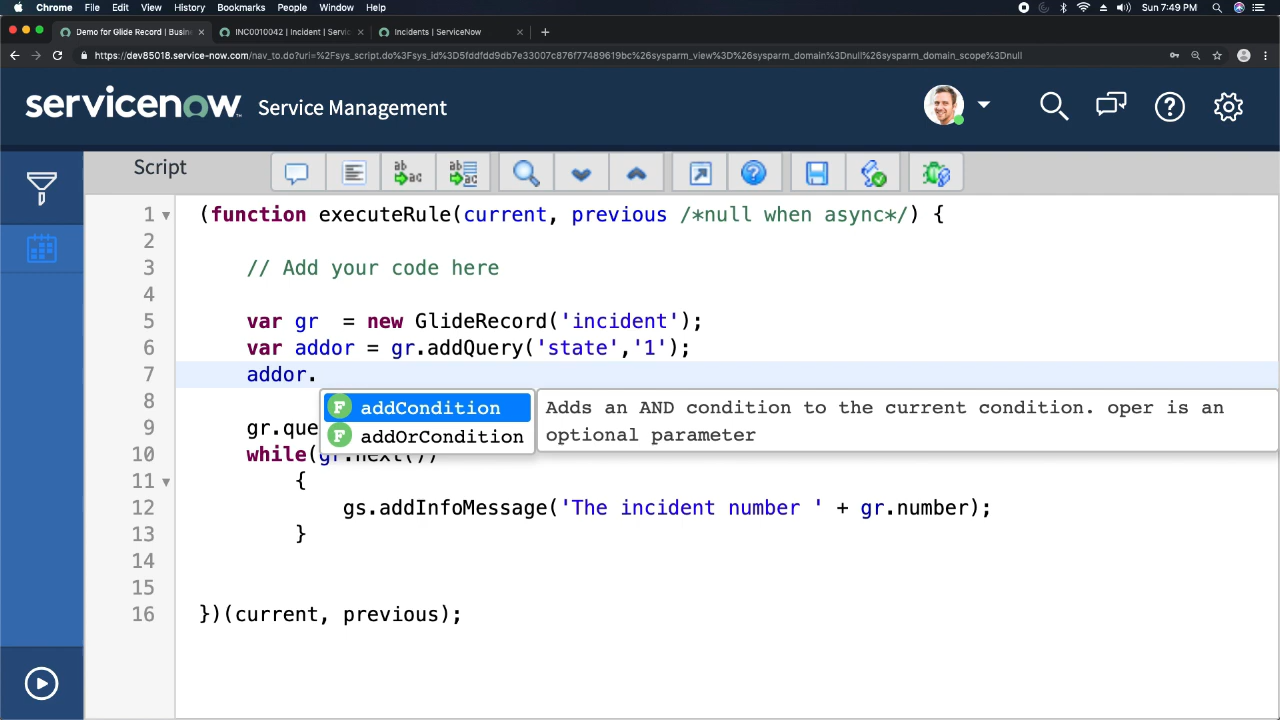 Chrome File Edit View History Bookmarks People Window Help Sun 7:49 PM
Demo for Glide Record | Busin × INC0010042 | Incident | Servic × Incidents | ServiceNow × +
https://dev85018.service-now.com/nav_to.do?uri=%2Fsys_script.do%3Fsys_id%3D5fddfdd9db7e33007c876f77489619bc%26sysparm_view%3D%26sysparm_domain%3Dnull%26sysparm_domain_scope%3Dnull
servicenow Service Management
Script
1 (function executeRule(current, previous /*null when async*/) {
2
3 // Add your code here
4
5 var gr = new GlideRecord('incident');
6 var addor = gr.addQuery('state','1');
7 addor.
8 addCondition Adds an AND condition to the current condition. oper is an
optional parameter
9 gr.que addOrCondition
10 while(gr.next())
11 {
12 gs.addInfoMessage('The incident number ' + gr.number);
13 }
14
15
16 })(current, previous);